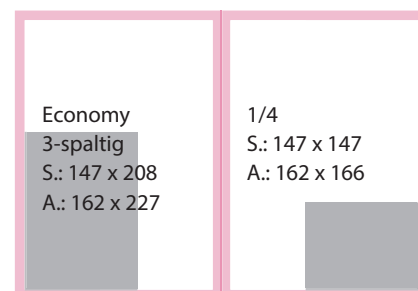 Economy
3-spaltig
S.: 147 x 208
A.: 162 x 227
1/4
S.: 147 x 147
A.: 162 x 166